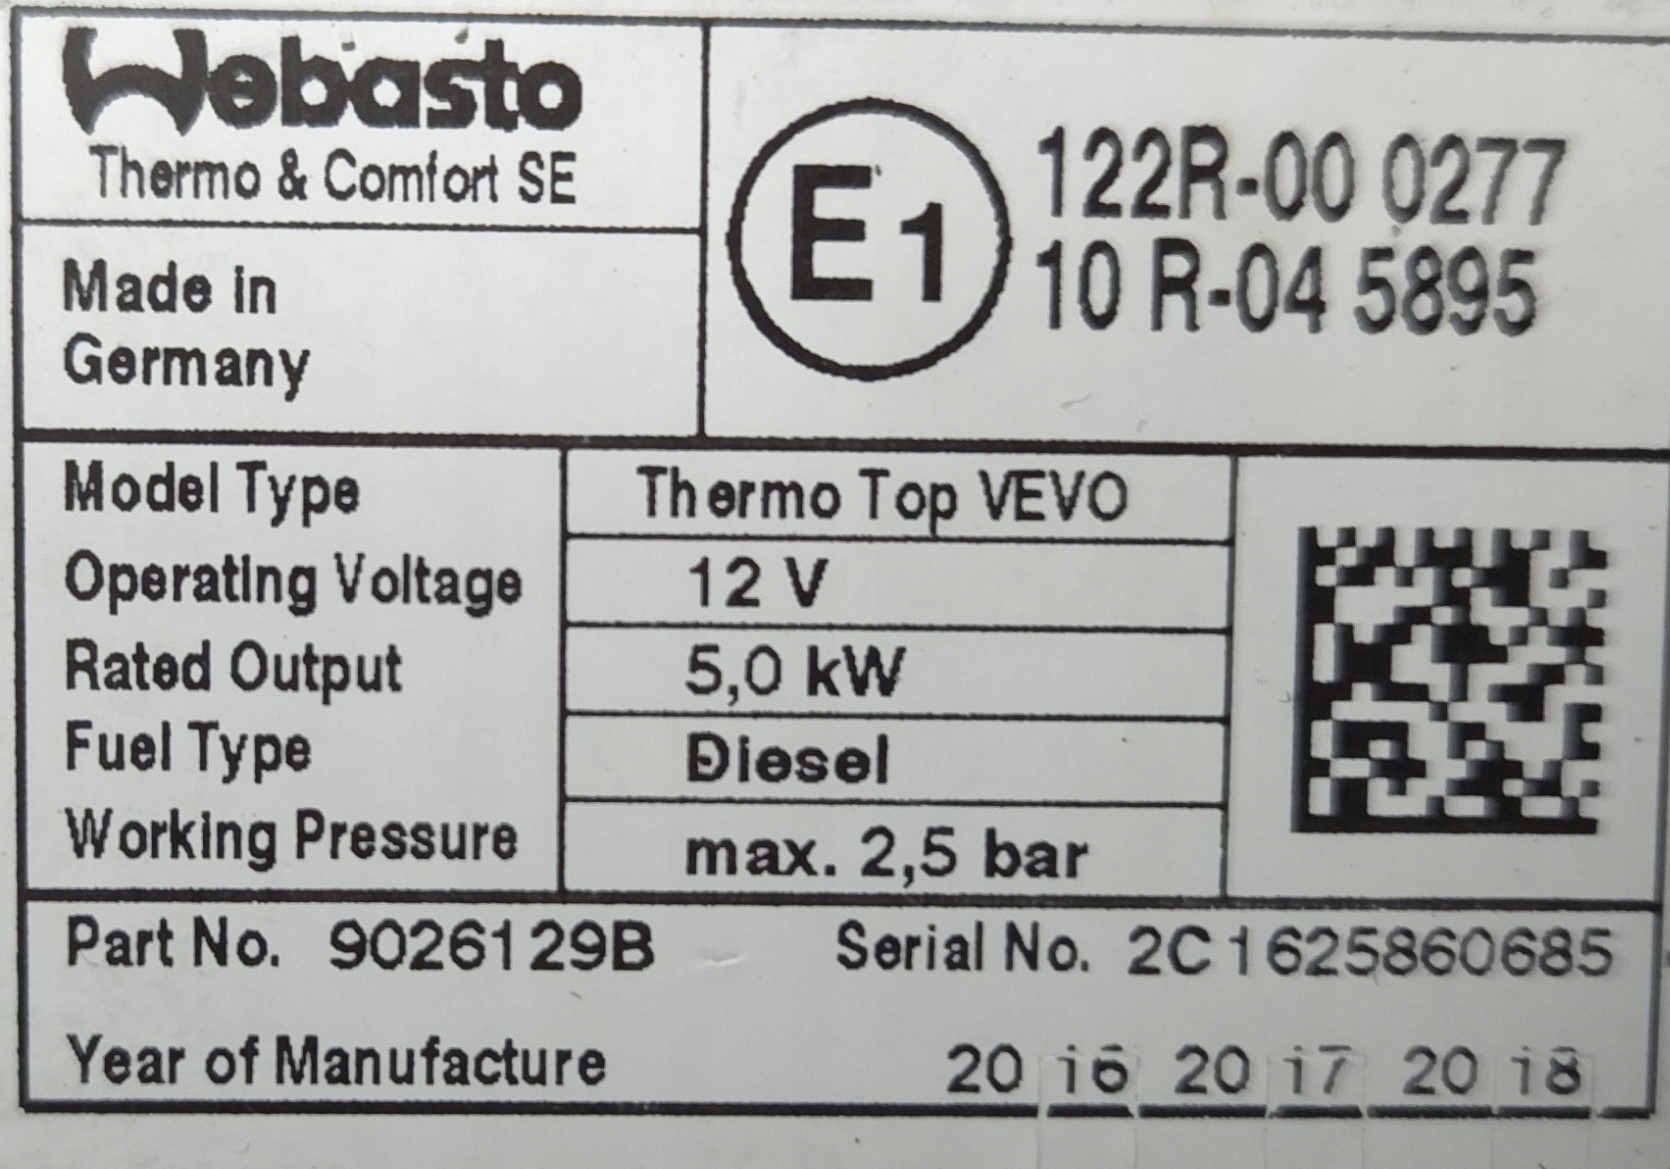 Webasto
Thermo & Comfort SE
Made in
Germany
E1
122R-00 0277
10 R-04 5895
Model Type Thermo Top VEVO
Operating Voltage 12 V
Rated Output 5,0 kW
Fuel Type Diesel
Working Pressure max. 2,5 bar
Part No. 9026129B Serial No. 2C1625860685
Year of Manufacture 20 16 20 17 20 18